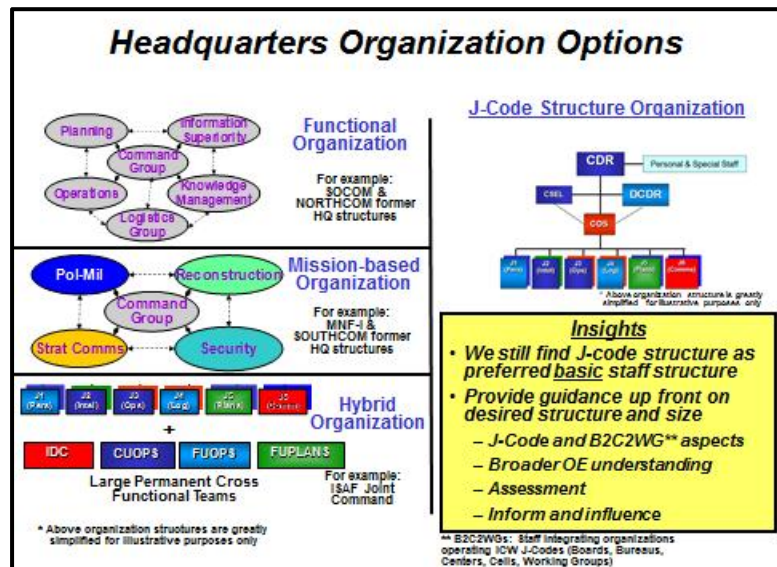 Headquarters Organization Options
Planning
Information
Superiority
Command
Group
Operations
Knowledge
Management
Logistics
Group
Functional
Organization
For example:
SOCOM &
NORTHCOM former
HQ structures
Pol-Mil
Reconstruction
Command
Group
Strat Comms
Security
Mission-based
Organization
For example:
MNF-I &
SOUTHCOM former
HQ structures
J1
(Pers)
J2
(Intel)
J3
(Ops)
J4
(Log)
J5
(Plans)
(Comms)
Hybrid
Organization
+
IDC
CUOPS
FUOPS
FUPLANS
Large Permanent Cross
Functional Teams
For example:
ISAF Joint
Command
* Above organization structures are greatly
simplified for illustrative purposes only
J-Code Structure Organization
CDR
Personal & Special Staff
CSEL
DCDR
COS
J1
(Pers)
J2
(Intel)
J3
(Ops)
J4
(Log)
J5
(Plans)
J6
(Comms)
* Above organization structure is greatly
simplified for illustrative purposes only
Insights
• We still find J-code structure as
preferred basic staff structure
• Provide guidance up front on
desired structure and size
– J-Code and B2C2WG** aspects
– Broader OE understanding
– Assessment
– Inform and influence
** B2C2WGs: Staff integrating organizations
operating ICW J-Codes (Boards, Bureaus,
Centers, Cells, Working Groups)